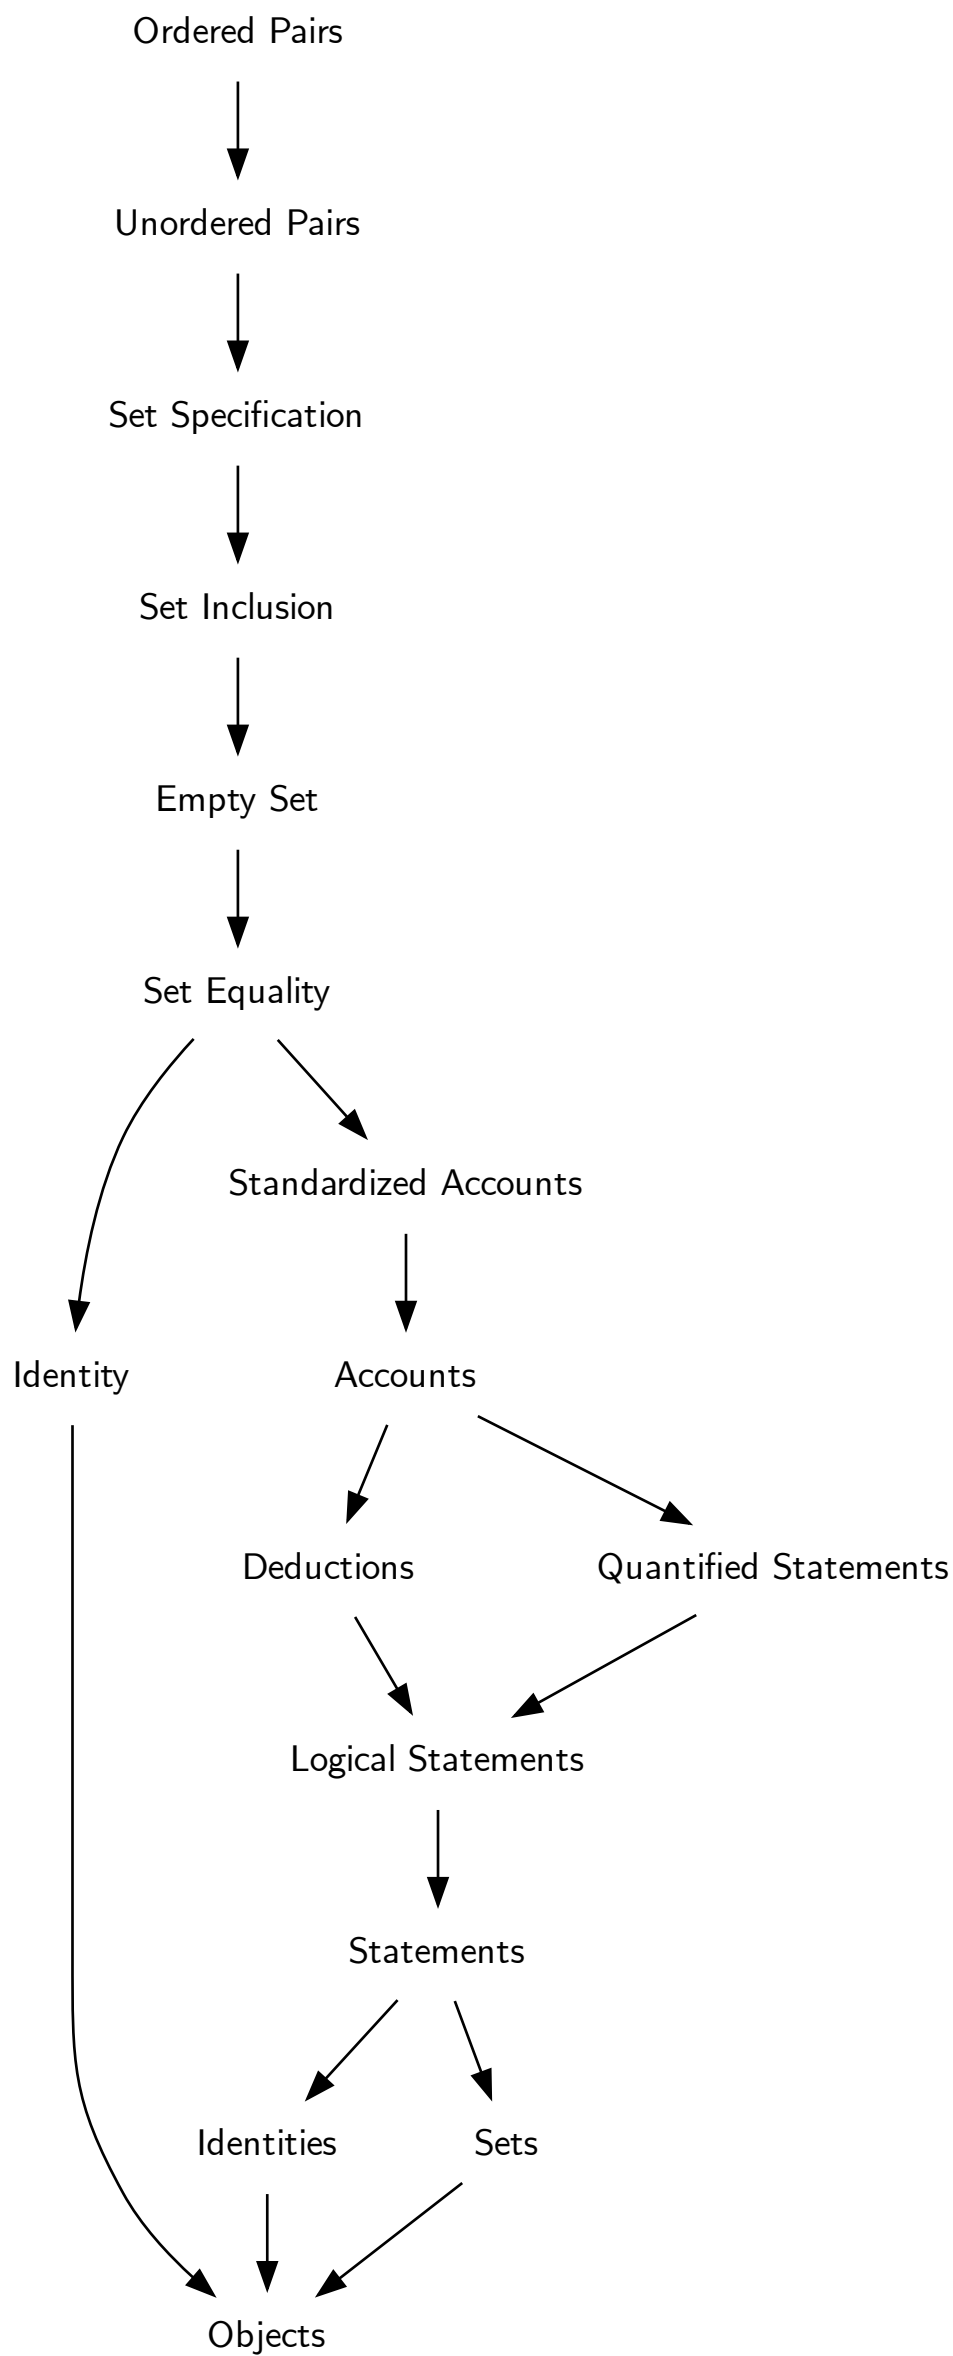 Ordered Pairs
Unordered Pairs
Set Specification
Set Inclusion
Empty Set
Set Equality
Standardized Accounts
Identity
Accounts
Deductions
Quantified Statements
Logical Statements
Statements
Identities
Sets
Objects